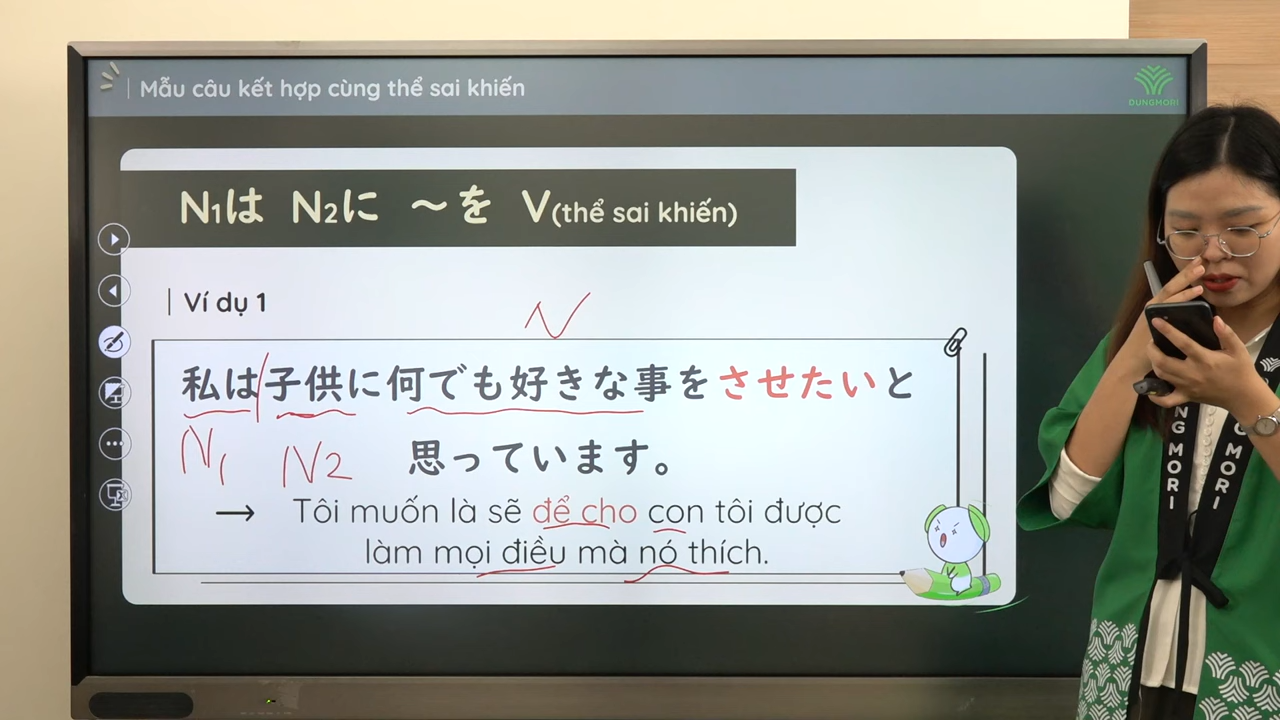 Mẫu câu kết hợp cùng thể sai khiến
DUNGMORI
N1は N2に ～を V(thể sai khiến)
Ví dụ 1
N
私は子供に何でも好きな事をさせたいと
N1 N2
思っています。
→ Tôi muốn là sẽ để cho con tôi được
làm mọi điều mà nó thích.
NG MORI
G MORI